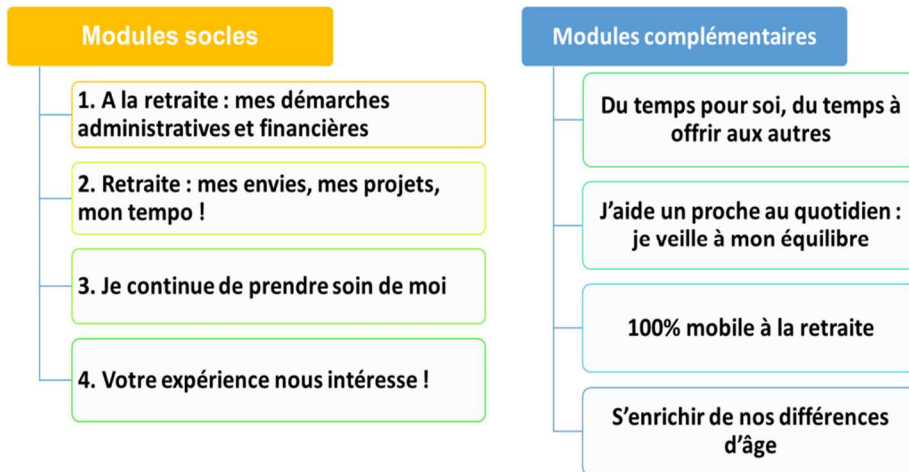 Modules socles
1. A la retraite : mes démarches
administratives et financières
2. Retraite : mes envies, mes projets,
mon tempo !
3. Je continue de prendre soin de moi
4. Votre expérience nous intéresse !
Modules complémentaires
Du temps pour soi, du temps à
offrir aux autres
J’aide un proche au quotidien :
je veille à mon équilibre
100% mobile à la retraite
S’enrichir de nos différences
d’âge